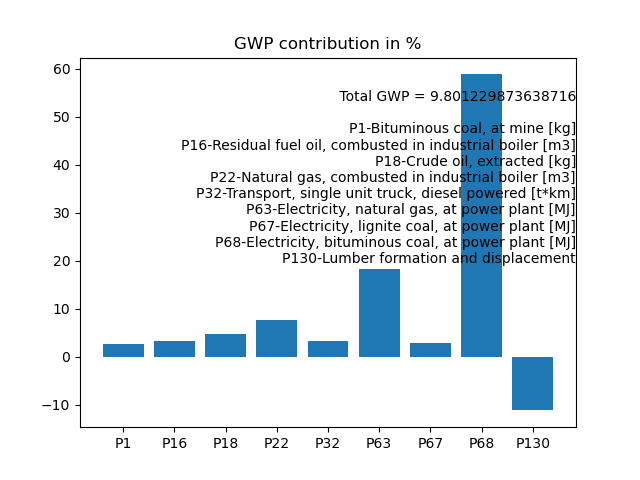 GWP contribution in %
60
50
40
30
20
10
0
−10
Total GWP = 9.801229873638716
P1-Bituminous coal, at mine [kg]
P16-Residual fuel oil, combusted in industrial boiler [m3]
P18-Crude oil, extracted [kg]
P22-Natural gas, combusted in industrial boiler [m3]
P32-Transport, single unit truck, diesel powered [t*km]
P63-Electricity, natural gas, at power plant [MJ]
P67-Electricity, lignite coal, at power plant [MJ]
P68-Electricity, bituminous coal, at power plant [MJ]
P130-Lumber formation and displacement
P1 P16 P18 P22 P32 P63 P67 P68 P130